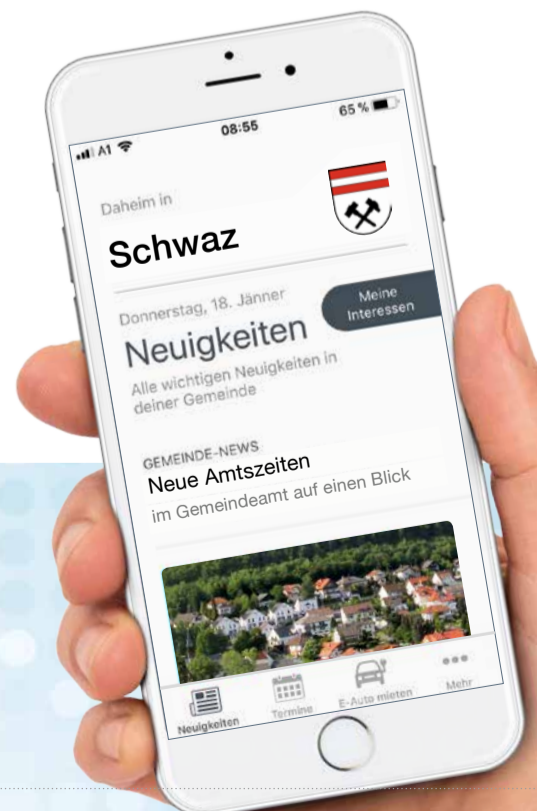 A1
08:55
65 %
Daheim in
Schwaz
Donnerstag, 18. Jänner
Meine
Interessen
Neuigkeiten
Alle wichtigen Neuigkeiten in
deiner Gemeinde
GEMEINDE-NEWS
Neue Amtszeiten
im Gemeindeamt auf einen Blick
Neuigkeiten
Termine
E-Auto mieten
Mehr